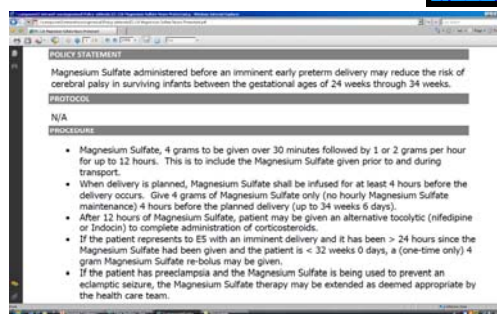 POLICY STATEMENT
Magnesium Sulfate administered before an imminent early preterm delivery may reduce the risk of
cerebral palsy in surviving infants between the gestational ages of 24 weeks through 34 weeks.
PROTOCOL
N/A
PROCEDURE
• Magnesium Sulfate, 4 grams to be given over 30 minutes followed by 1 or 2 grams per hour
for up to 12 hours. This is to include the Magnesium Sulfate given prior to and during
transport.
• When delivery is planned, Magnesium Sulfate shall be infused for at least 4 hours before the
delivery occurs. Give 4 grams of Magnesium Sulfate only (no hourly Magnesium Sulfate
maintenance) 4 hours before the planned delivery (up to 34 weeks 6 days).
• After 12 hours of Magnesium Sulfate, patient may be given an alternative tocolytic (nifedipine
or Indocin) to complete administration of corticosteroids.
• If the patient represents to ES with an imminent delivery and it has been > 24 hours since the
Magnesium Sulfate had been given and the patient is < 32 weeks 0 days, a (one-time only) 4
gram Magnesium Sulfate re-bolus may be given.
• If the patient has preeclampsia and the Magnesium Sulfate is being used to prevent an
eclamptic seizure, the Magnesium Sulfate therapy may be extended as deemed appropriate by
the health care team.